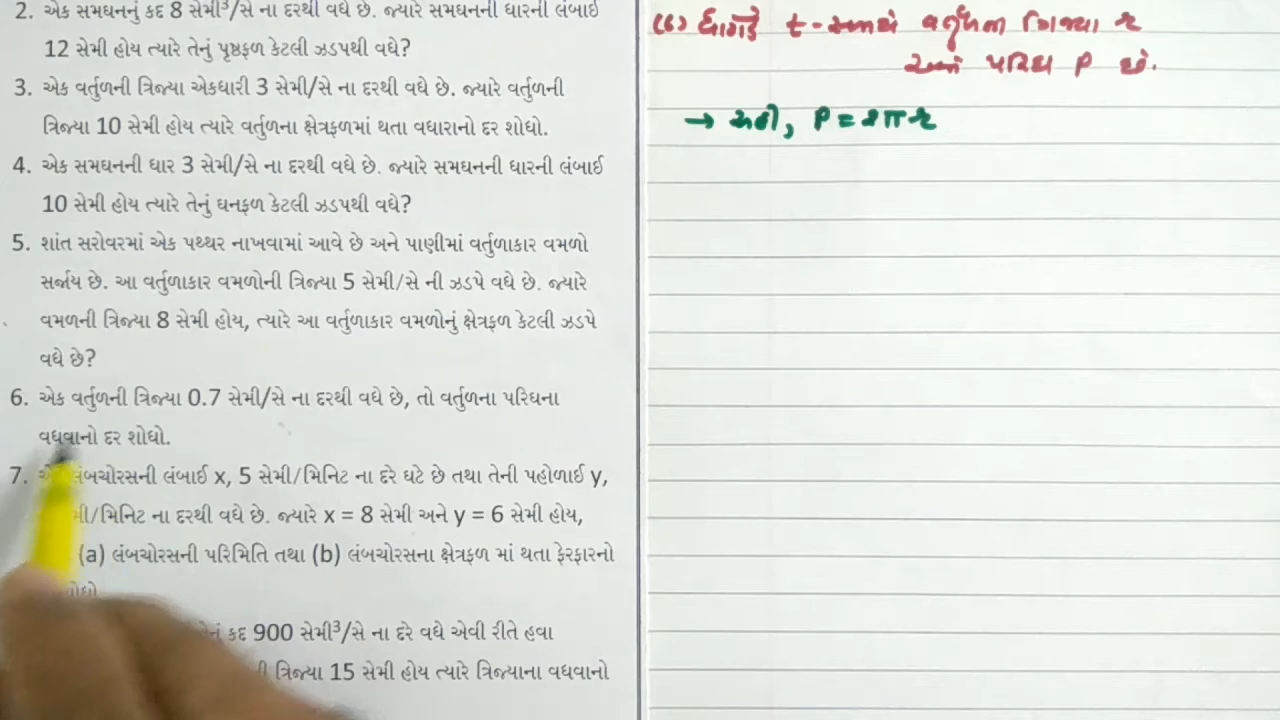 2. એક સમઘનનું કદ 8 સેમી³/સે ના દરથી વધે છે. જ્યારે સમઘનની ધારની લંબાઈ
12 સેમી હોય ત્યારે તેનું પૃષ્ઠફળ કેટલી ઝડપથી વધે?
3. એક વર્તુળની ત્રિજ્યા એકધારી 3 સેમી/સે ના દરથી વધે છે. જ્યારે વર્તુળની
ત્રિજ્યા 10 સેમી હોય ત્યારે વર્તુળના ક્ષેત્રફળમાં થતા વધારાનો દર શોધો.
4. એક સમઘનની ધાર 3 સેમી/સે ના દરથી વધે છે. જ્યારે સમઘનની ધારની લંબાઈ
10 સેમી હોય ત્યારે તેનું ઘનફળ કેટલી ઝડપથી વધે?
5. શાંત સરોવરમાં એક પથ્થર નાખવામાં આવે છે અને પાણીમાં વર્તુળાકાર વમળો
સર્જાય છે. આ વર્તુળાકાર વમળોની ત્રિજ્યા 5 સેમી/સે ની ઝડપે વધે છે. જ્યારે
વમળની ત્રિજ્યા 8 સેમી હોય, ત્યારે આ વર્તુળાકાર વમળોનું ક્ષેત્રફળ કેટલી ઝડપે
વધે છે?
6. એક વર્તુળની ત્રિજ્યા 0.7 સેમી/સે ના દરથી વધે છે, તો વર્તુળના પરિઘના
વધવાનો દર શોધો.
7. લંબચોરસની લંબાઈ x, 5 સેમી/મિનિટ ના દરે ઘટે છે તથા તેની પહોળાઈ y,
/મિનિટ ના દરથી વધે છે. જ્યારે x = 8 સેમી અને y = 6 સેમી હોય,
(a) લંબચોરસની પરિમિતિ તથા (b) લંબચોરસના ક્ષેત્રફળ માં થતા ફેરફારનો
કદ 900 સેમી³/સે ના દરે વધે એવી રીતે હવા
ત્રિજ્યા 15 સેમી હોય ત્યારે ત્રિજ્યાના વધવાનો
(6) ધારોકે t-સમયે વર્તુળની ત્રિજ્યા r
અને પરિઘ P છે.
→ અહીં, P = 2πr